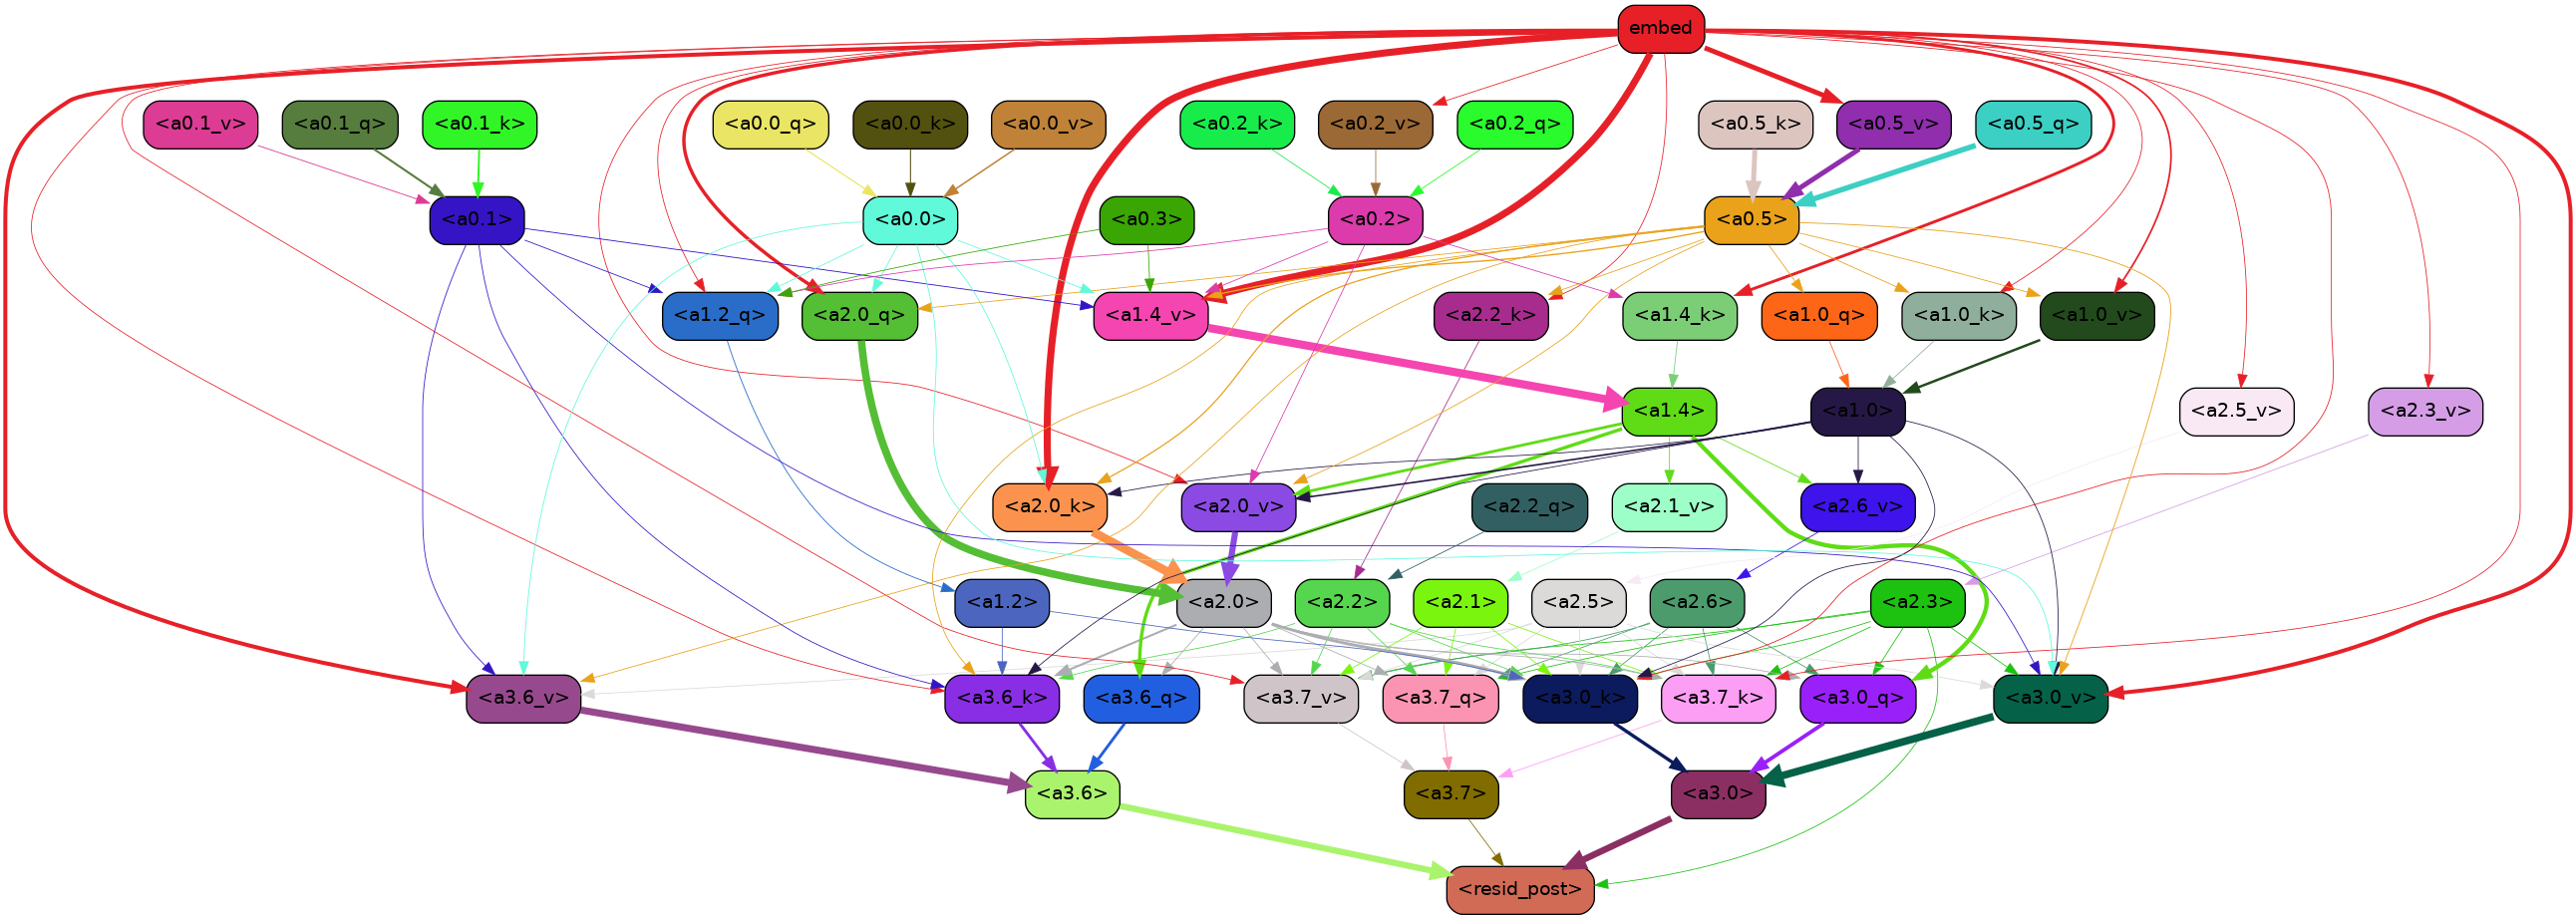 embed
<a0.1_v> <a0.1_q> <a0.1_k> <a0.0_q> <a0.0_k> <a0.0_v> <a0.2_k> <a0.2_v> <a0.2_q> <a0.5_k> <a0.5_v> <a0.5_q>
<a0.1> <a0.0> <a0.3> <a0.2> <a0.5>
<a1.2_q> <a2.0_q> <a1.4_v> <a2.2_k> <a1.4_k> <a1.0_q> <a1.0_k> <a1.0_v>
<a1.4> <a1.0> <a2.5_v> <a2.3_v>
<a2.0_k> <a2.0_v> <a2.2_q> <a2.1_v> <a2.6_v>
<a1.2> <a2.0> <a2.2> <a2.1> <a2.5> <a2.6> <a2.3>
<a3.6_v> <a3.6_k> <a3.6_q> <a3.7_v> <a3.7_q> <a3.0_k> <a3.7_k> <a3.0_q> <a3.0_v>
<a3.6> <a3.7> <a3.0>
<resid_post>